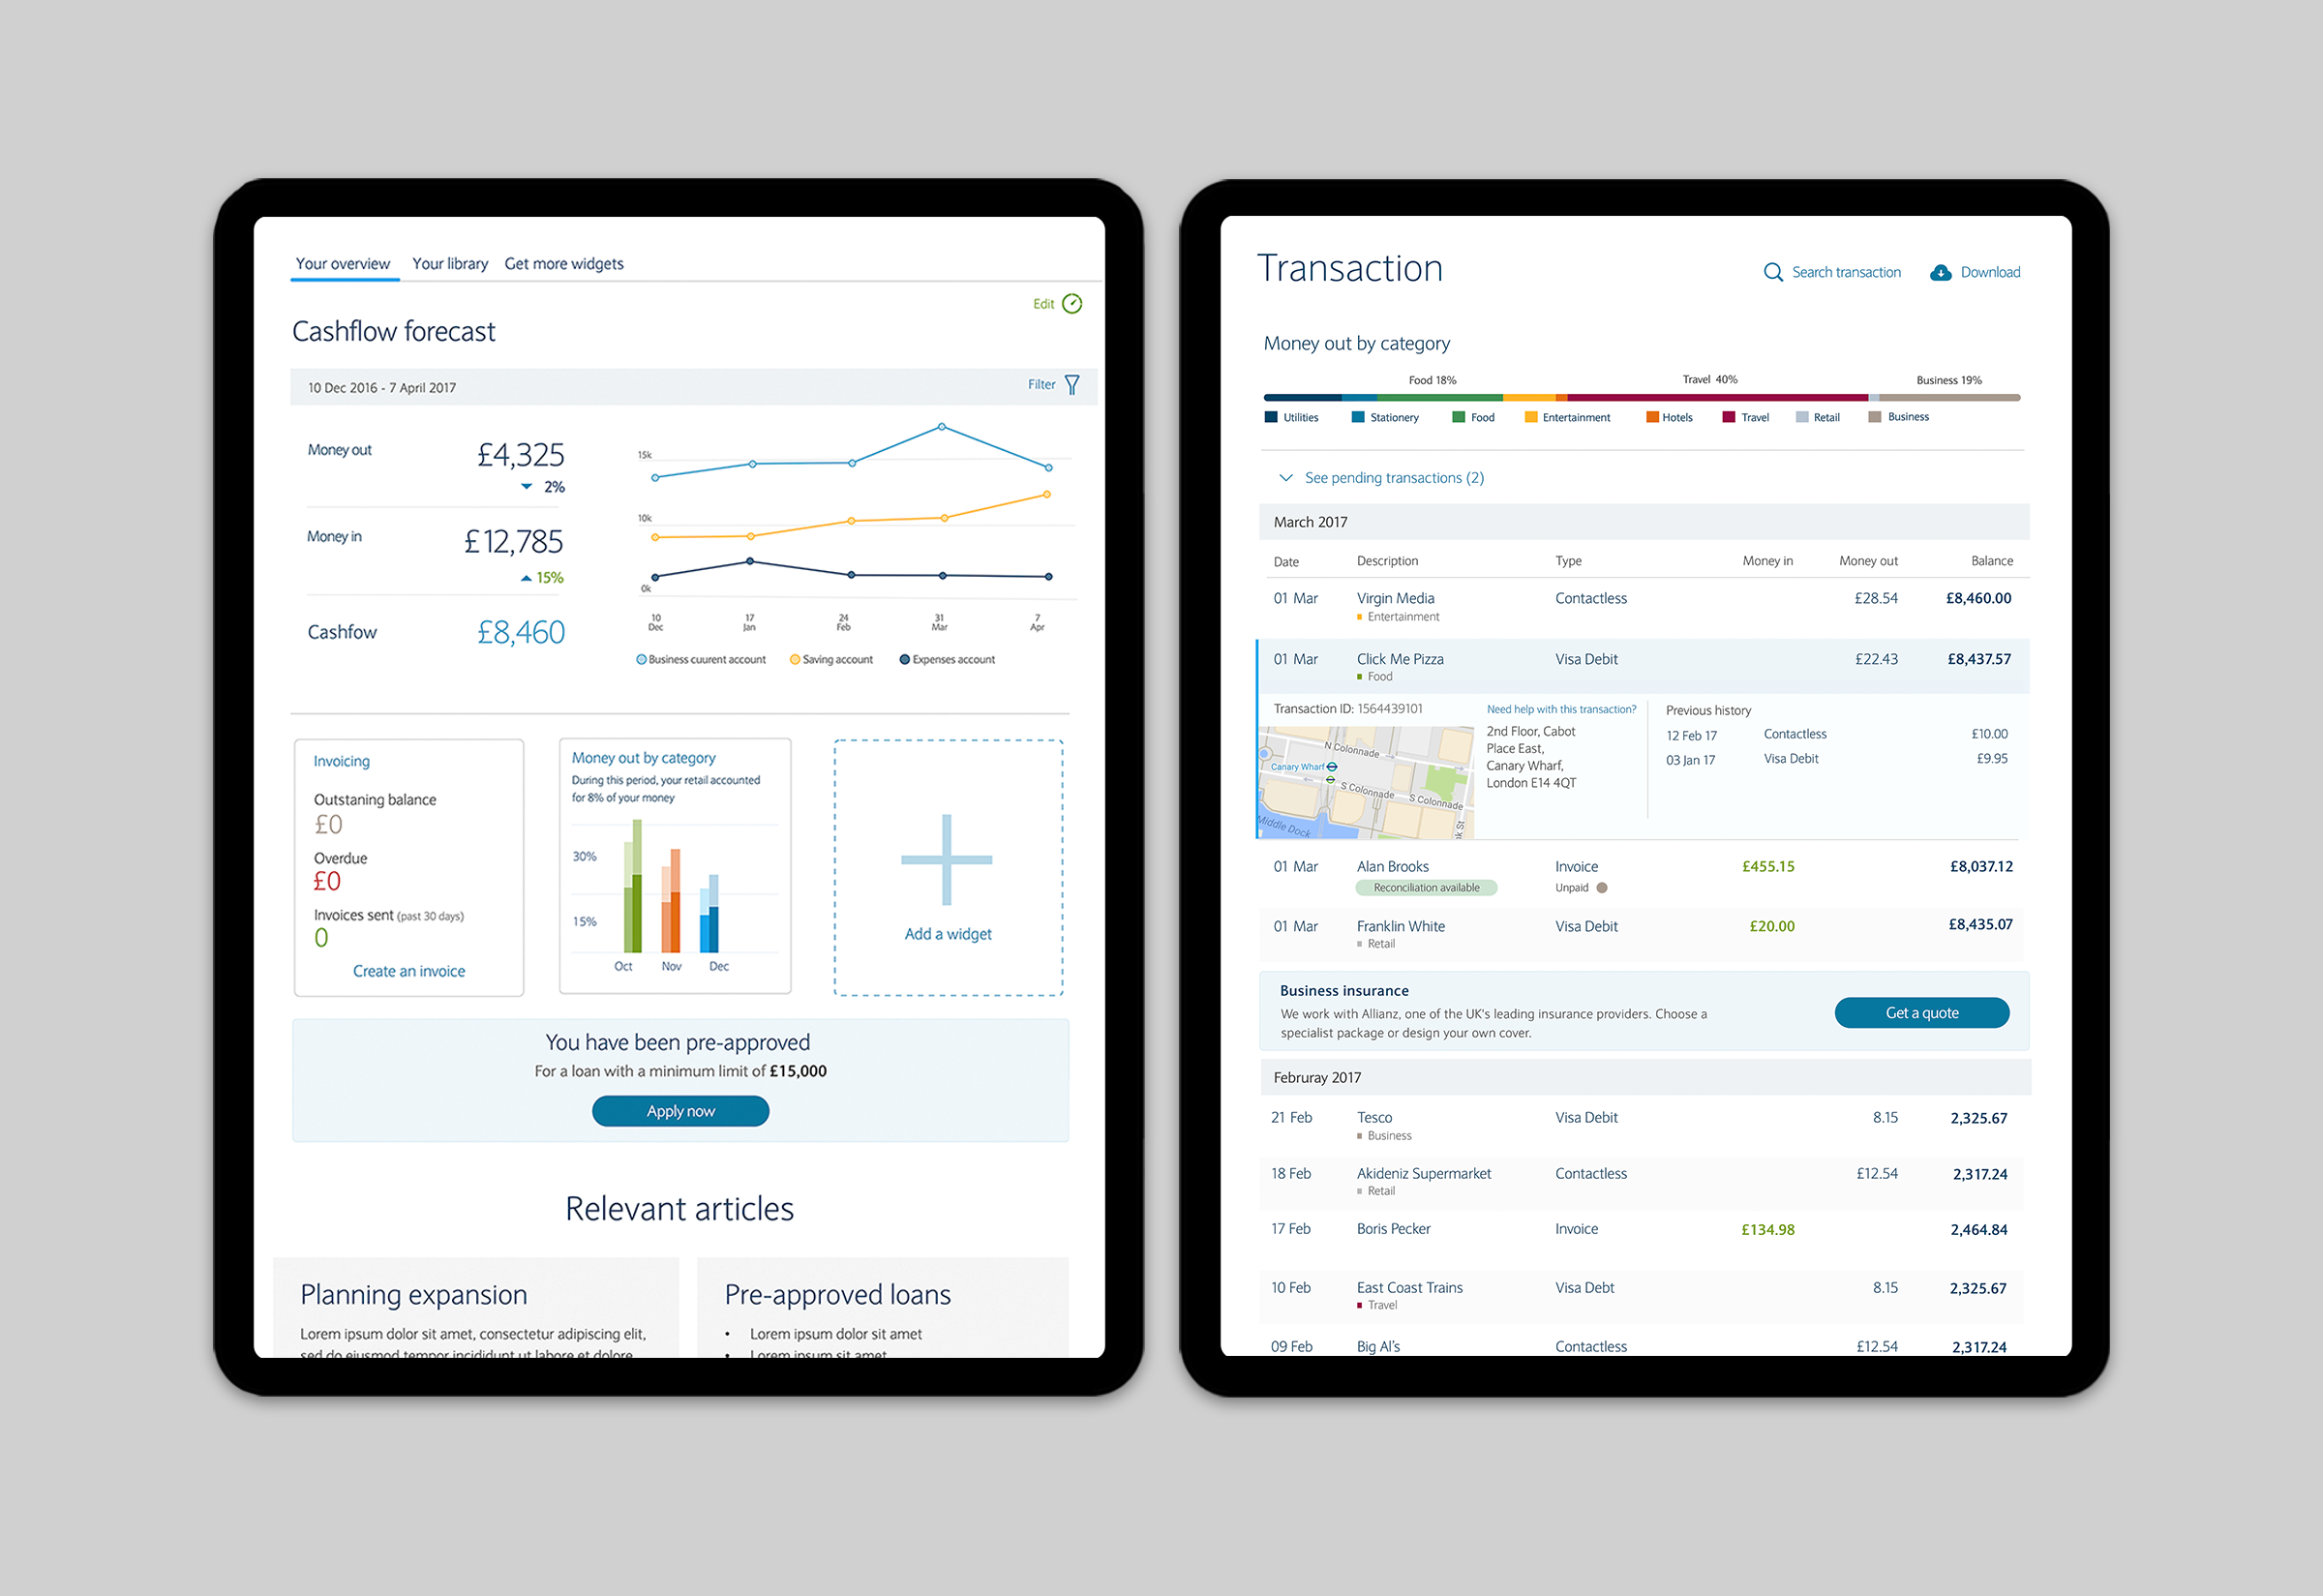 Your overview Your library Get more widgets
Edit
Cashflow forecast
10 Dec 2016 - 7 April 2017 Filter
Money out £4,325
2%
Money in £12,785
15%
Cashfow £8,460
15k
10k
0k
10 Dec 17 Jan 24 Feb 31 Mar 7 Apr
Business cuurent account Saving account Expenses account
Invoicing
Outstaning balance
£0
Overdue
£0
Invoices sent (past 30 days)
0
Create an invoice
Money out by category
During this period, your retail accounted
for 8% of your money
30%
15%
Oct Nov Dec
Add a widget
You have been pre-approved
For a loan with a minimum limit of £15,000
Apply now
Relevant articles
Planning expansion
Lorem ipsum dolor sit amet, consectetur adipiscing elit,
sed do eiusmod tempor incididunt ut labore et dolore
Pre-approved loans
• Lorem ipsum dolor sit amet
• Lorem ipsum sit amet
Transaction
Search transaction Download
Money out by category
Food 18% Travel 40% Business 19%
Utilities Stationery Food Entertainment Hotels Travel Retail Business
See pending transactions (2)
March 2017
Date Description Type Money in Money out Balance
01 Mar Virgin Media Contactless £28.54 £8,460.00
Entertainment
01 Mar Click Me Pizza Visa Debit £22.43 £8,437.57
Food
Transaction ID: 1564439101
N Colonnade
Canary Wharf
S Colonnade
S Colonnade
Middle Dock
Need help with this transaction?
2nd Floor, Cabot
Place East,
Canary Wharf,
London E14 4QT
Previous history
12 Feb 17 Contactless £10.00
03 Jan 17 Visa Debit £9.95
01 Mar Alan Brooks Invoice £455.15 £8,037.12
Reconciliation available Unpaid
01 Mar Franklin White Visa Debit £20.00 £8,435.07
Retail
Business insurance
We work with Allianz, one of the UK's leading insurance providers. Choose a
specialist package or design your own cover.
Get a quote
Februray 2017
21 Feb Tesco Visa Debit 8.15 2,325.67
Business
18 Feb Akideniz Supermarket Contactless £12.54 2,317.24
Retail
17 Feb Boris Pecker Invoice £134.98 2,464.84
10 Feb East Coast Trains Visa Debt 8.15 2,325.67
Travel
09 Feb Big Al's Contactless £12.54 2,317.24